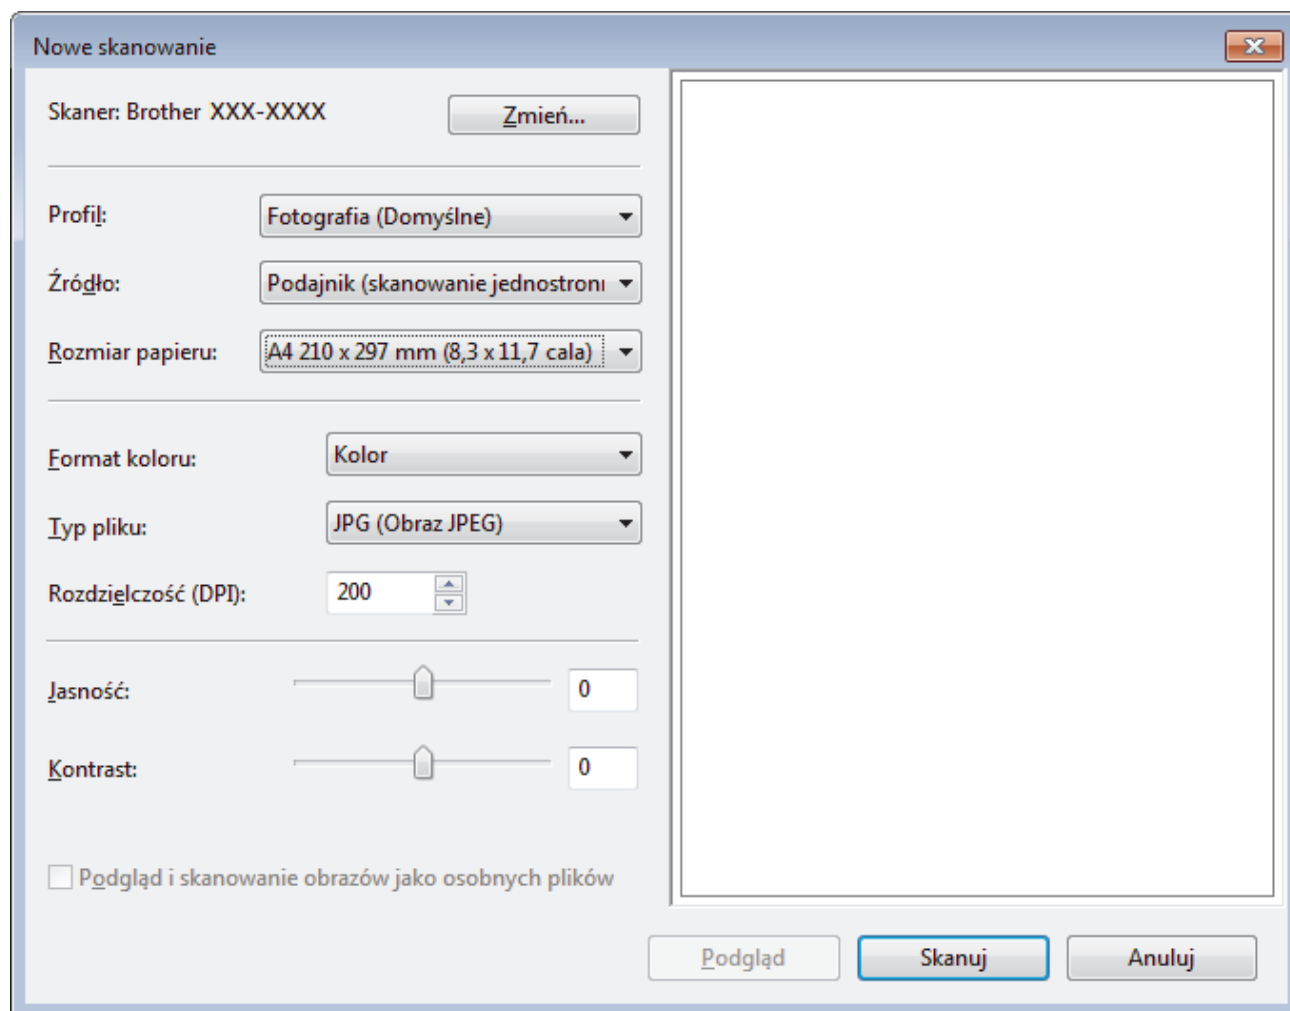 Nowe skanowanie
Skaner: Brother XXX-XXXX
Zmień...
Profil:
Fotografia (Domyślne)
Źródło:
Podajnik (skanowanie jednostron
Rozmiar papieru:
A4 210 x 297 mm (8,3 x 11,7 cala)
Format koloru:
Kolor
Typ pliku:
JPG (Obraz JPEG)
Rozdzielczość (DPI):
200
Jasność:
0
Kontrast:
0
Podgląd i skanowanie obrazów jako osobnych plików
Podgląd
Skanuj
Anuluj